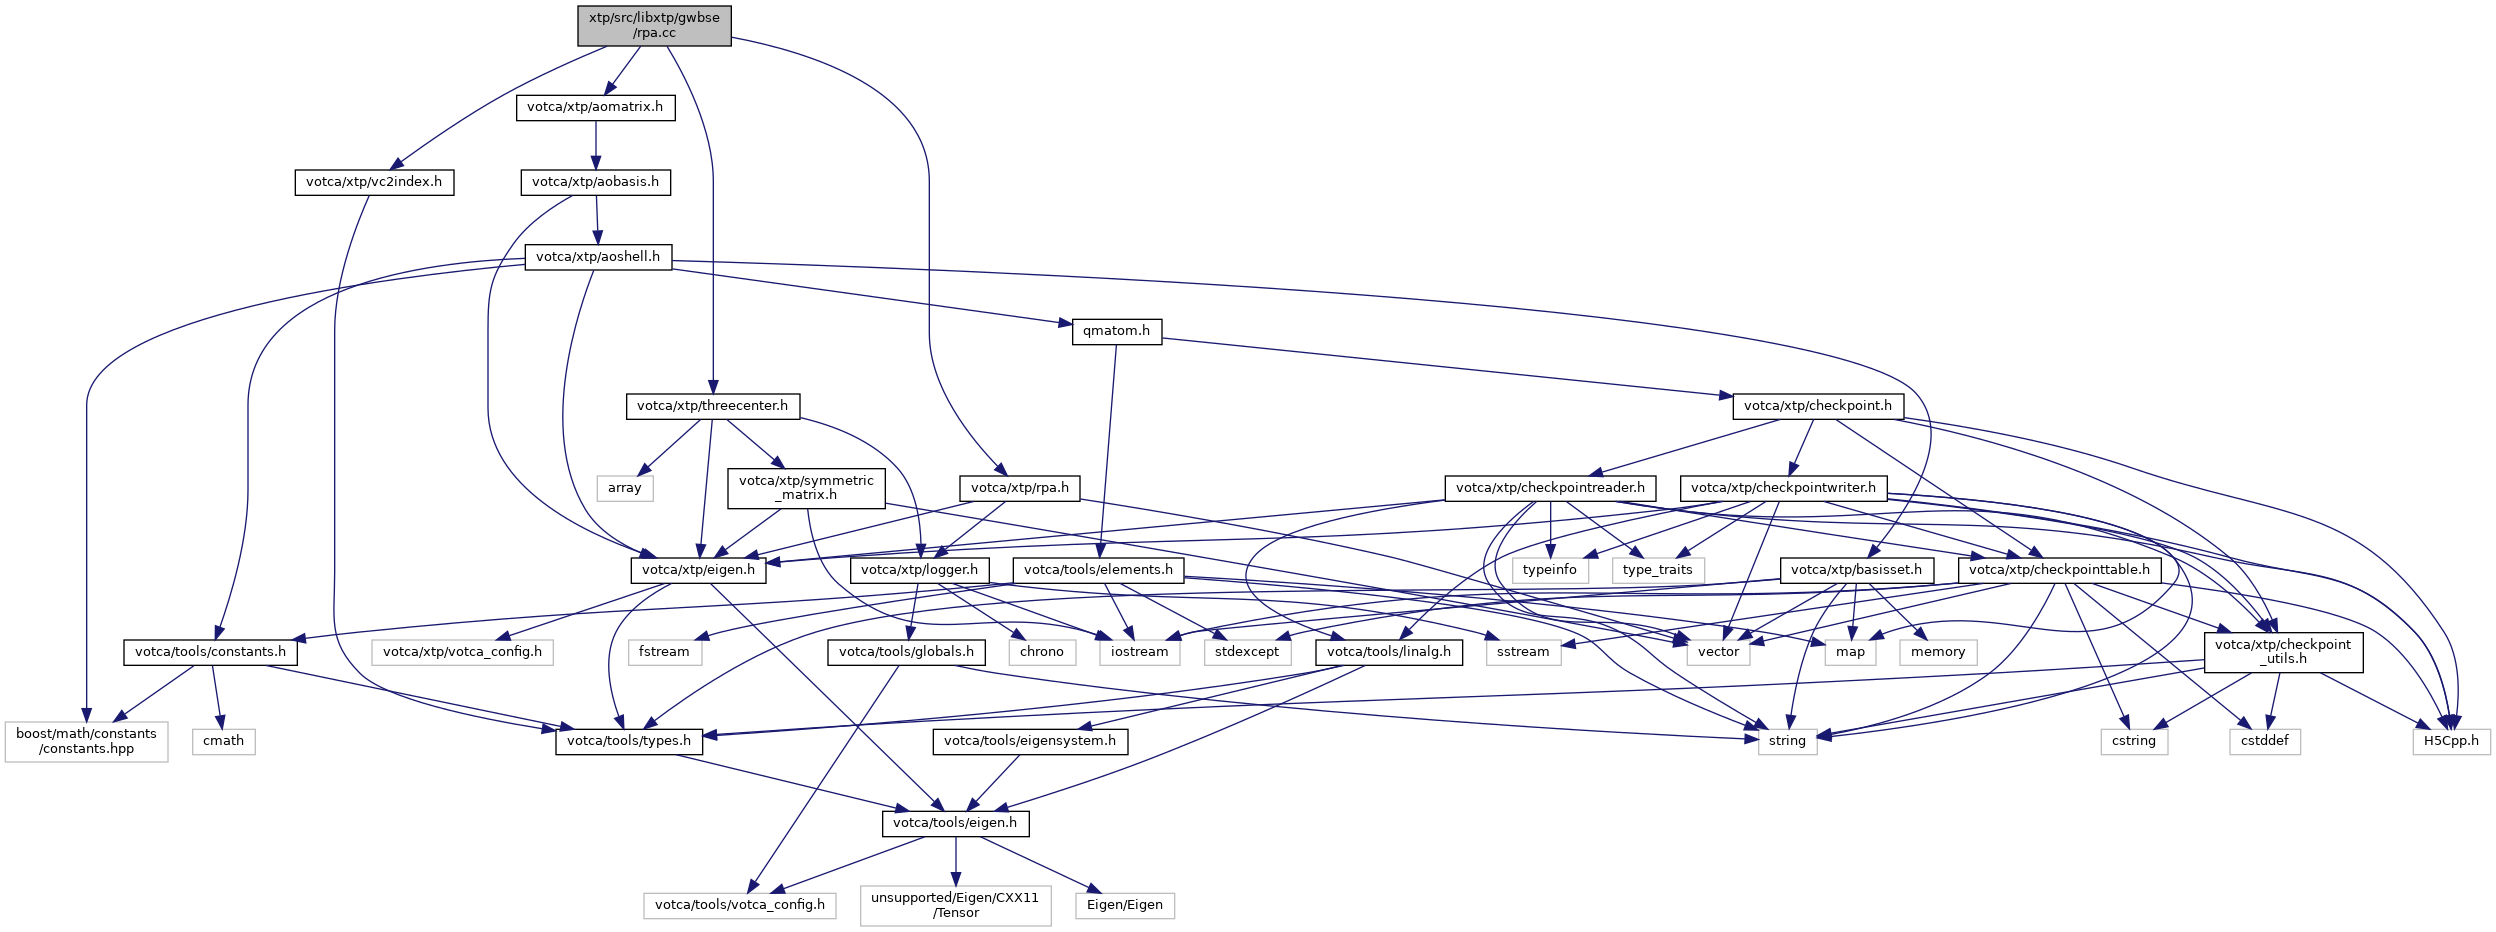 xtp/src/libxtp/gwbse
/rpa.cc
votca/xtp/aomatrix.h
votca/xtp/vc2index.h
votca/xtp/aobasis.h
votca/xtp/aoshell.h
qmatom.h
votca/xtp/threecenter.h
votca/xtp/checkpoint.h
array
votca/xtp/symmetric
_matrix.h
votca/xtp/rpa.h
votca/xtp/checkpointreader.h
votca/xtp/checkpointwriter.h
votca/xtp/eigen.h
votca/xtp/logger.h
votca/tools/elements.h
typeinfo
type_traits
votca/xtp/basisset.h
votca/xtp/checkpointtable.h
votca/tools/constants.h
votca/xtp/votca_config.h
fstream
votca/tools/globals.h
chrono
iostream
stdexcept
votca/tools/linalg.h
sstream
vector
map
memory
votca/xtp/checkpoint
_utils.h
boost/math/constants
/constants.hpp
cmath
votca/tools/types.h
votca/tools/eigensystem.h
string
cstring
cstddef
H5Cpp.h
votca/tools/eigen.h
votca/tools/votca_config.h
unsupported/Eigen/CXX11
/Tensor
Eigen/Eigen